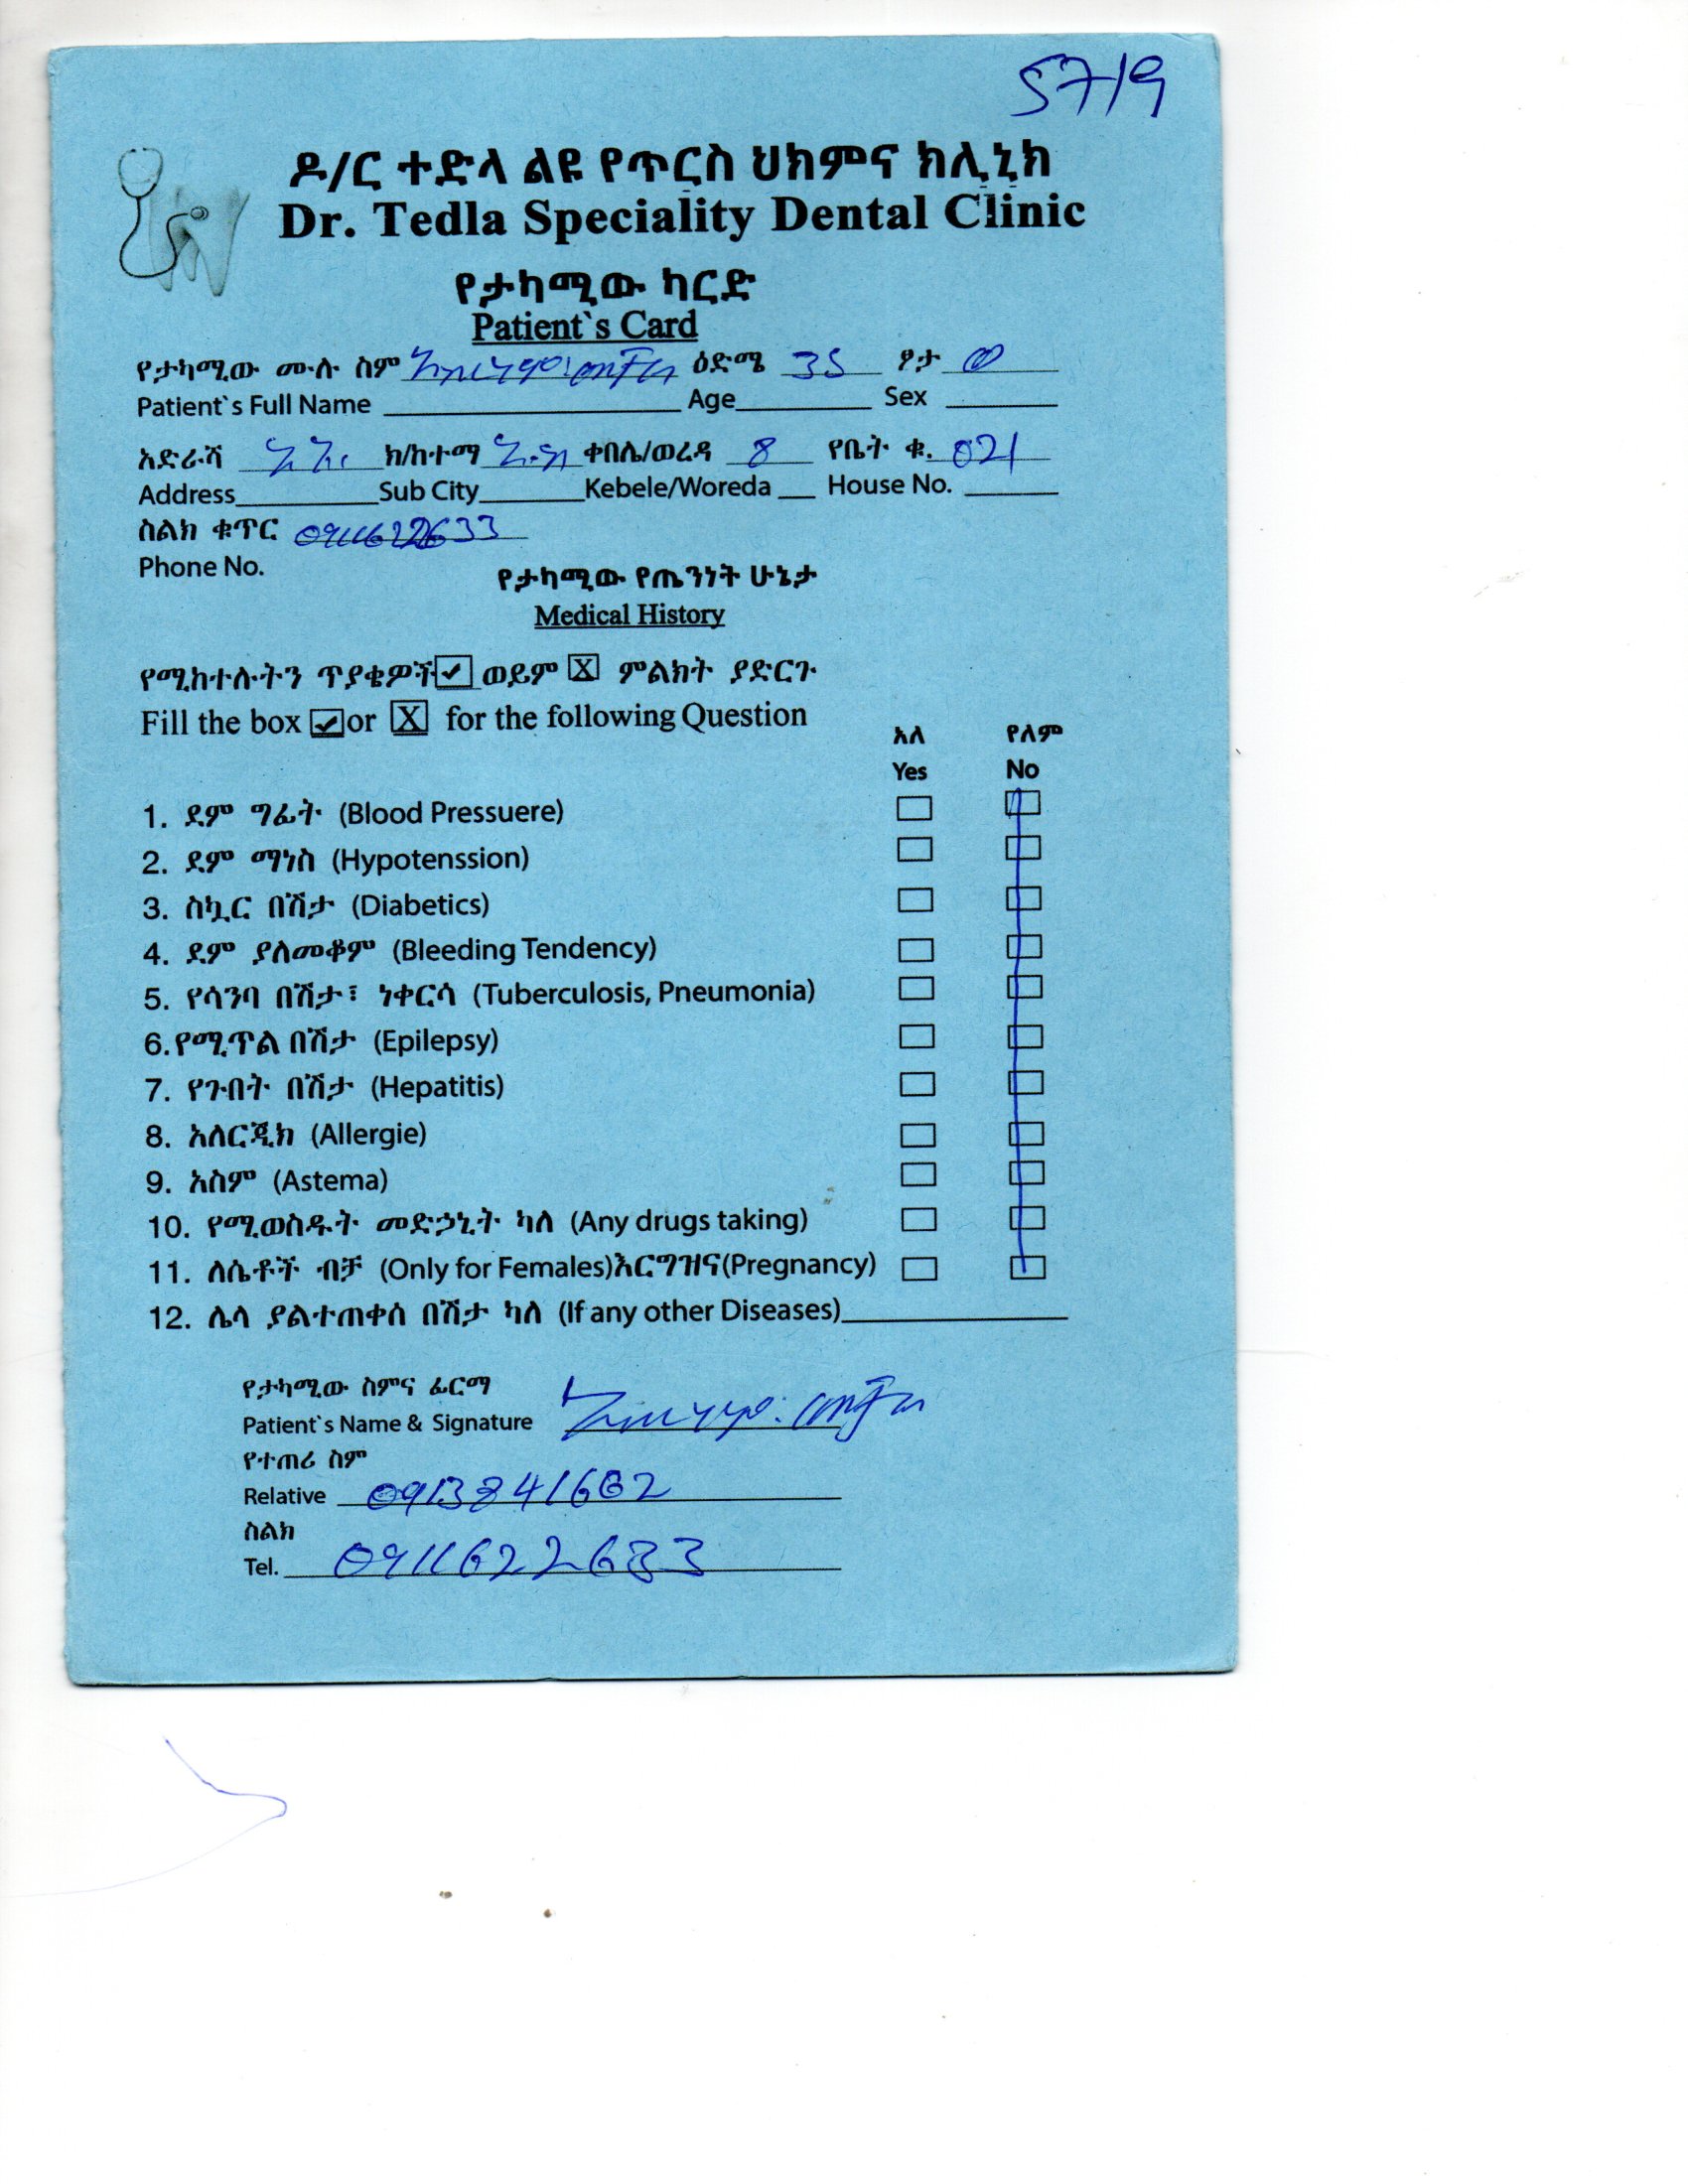 5719
ዶ/ር ተድላ ልዩ የጥርስ ህክምና ክሊኒክ
Dr. Tedla Speciality Dental Clinic
የታካሚው ካርድ
Patient`s Card
የታካሚው ሙሉ ስም ዕድሜ 35 ፆታ ወ
Patient`s Full Name Age Sex
አድራሻ አ.አ. ክ/ከተማ ቀበሌ/ወረዳ 8 የቤት ቁ. 021
Address Sub City Kebele/Woreda House No.
ስልክ ቁጥር 0911622633
Phone No.
የታካሚው የጤንነት ሁኔታ
Medical History
የሚከተሉትን ጥያቄዎች ✓ ወይም X ምልክት ያድርጉ
Fill the box ✓ or X for the following Question
አለ የለም
Yes No
1. ደም ግፊት (Blood Pressuere)
2. ደም ማነስ (Hypotenssion)
3. ስኳር በሽታ (Diabetics)
4. ደም ያለመቆም (Bleeding Tendency)
5. የሳንባ በሽታ፣ ነቀርሳ (Tuberculosis, Pneumonia)
6.የሚጥል በሽታ (Epilepsy)
7. የጉበት በሽታ (Hepatitis)
8. አለርጂክ (Allergie)
9. አስም (Astema)
10. የሚወስዱት መድኃኒት ካለ (Any drugs taking)
11. ለሴቶች ብቻ (Only for Females)እርግዝና(Pregnancy)
12. ሌላ ያልተጠቀሰ በሽታ ካለ (If any other Diseases)
የታካሚው ስምና ፊርማ
Patient`s Name & Signature
የተጠሪ ስም
Relative
ስልክ
Tel. 0911622633